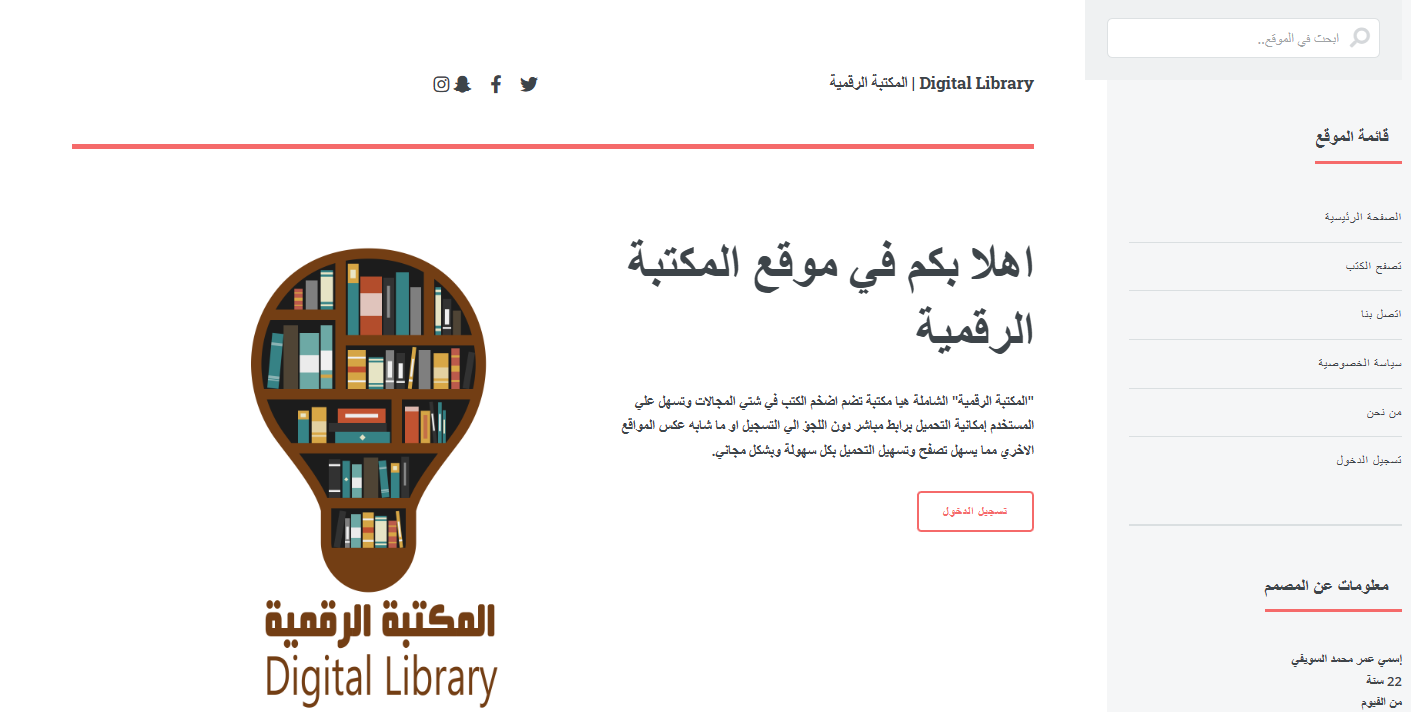 ابحث في الموقع..
المكتبة الرقمية | Digital Library
قائمة الموقع
الصفحة الرئيسية
تصفح الكتب
اتصل بنا
سياسة الخصوصية
من نحن
تسجيل الدخول
معلومات عن المصمم
إسمي عمر محمد السويفي
22 سنة
من الفيوم
اهلا بكم في موقع المكتبة
الرقمية
"المكتبة الرقمية" الشاملة هيا مكتبة تضم اضخم الكتب في شتي المجالات وتسهل علي
المستخدم إمكانية التحميل برابط مباشر دون اللجؤ الي التسجيل او ما شابه عكس المواقع
الاخري مما يسهل تصفح وتسهيل التحميل بكل سهولة وبشكل مجاني.
تسجيل الدخول
المكتبة الرقمية
Digital Library